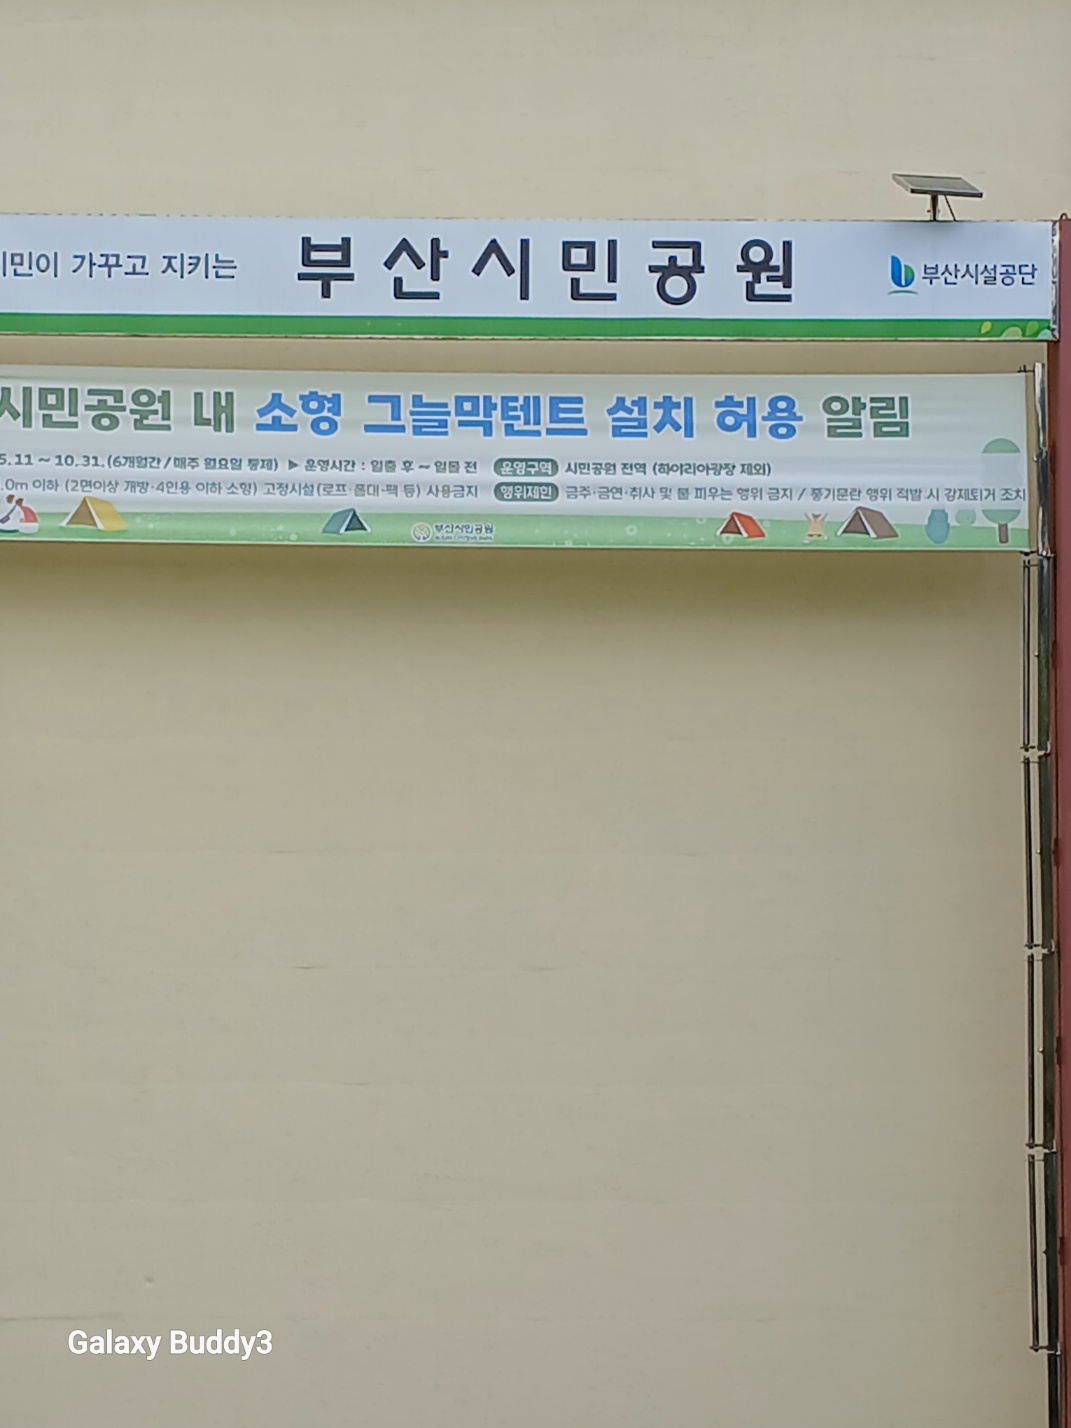 시민이 가꾸고 지키는 부산시민공원 부산시설공단
시민공원 내 소형 그늘막텐트 설치 허용 알림
5.11 ~ 10.31.(6개월간 / 매주 월요일 통제) ▶ 운영시간 : 일출 후 ~ 일몰 전 운영구역 시민공원 전역 (하야리아광장 제외)
.0m 이하 (2면이상 개방·4인용 이하 소형) 고정시설(로프·폴대·팩 등) 사용금지 행위제한 금주·금연·취사 및 불 피우는 행위 금지 / 풍기문란 행위 적발 시 강제퇴거 조치
부산시민공원
Galaxy Buddy3